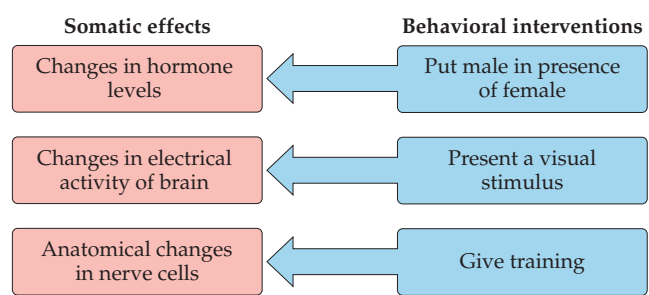 Somatic effects
Behavioral interventions
Changes in hormone
levels
Put male in presence
of female
Changes in electrical
activity of brain
Present a visual
stimulus
Anatomical changes
in nerve cells
Give training